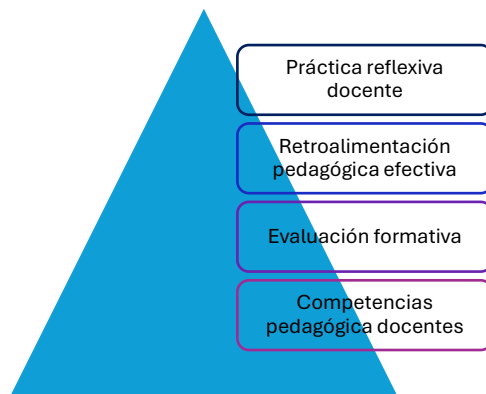 Práctica reflexiva
docente
Retroalimentación
pedagógica efectiva
Evaluación formativa
Competencias
pedagógica docentes